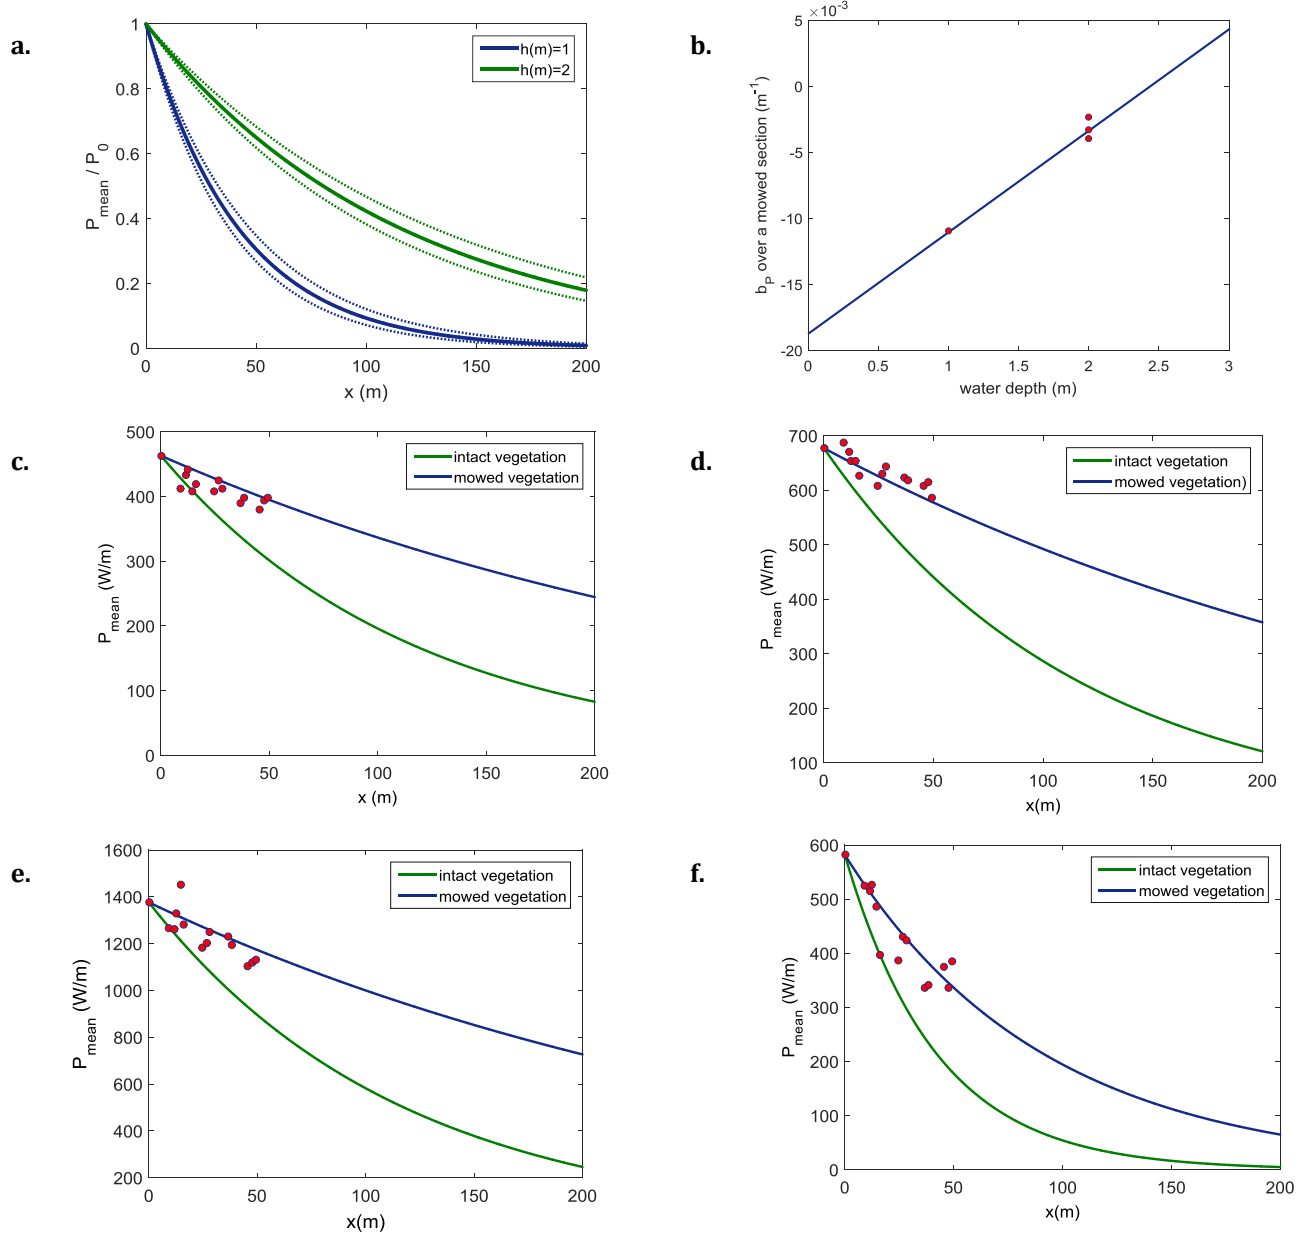 a.
1
0.8
0.6
0.4
0.2
0
0 50 100 150 200
P_mean / P_0
x (m)
h(m)=1
h(m)=2
b.
×10^-3
5
0
-5
-10
-15
-20
0 0.5 1 1.5 2 2.5 3
b_P over a mowed section (m^-1)
water depth (m)
c.
500
400
300
200
100
0
0 50 100 150 200
P_mean (W/m)
x (m)
intact vegetation
mowed vegetation
d.
700
600
500
400
300
200
100
0 50 100 150 200
P_mean (W/m)
x(m)
intact vegetation
mowed vegetation)
e.
1600
1400
1200
1000
800
600
400
200
0 50 100 150 200
P_mean (W/m)
x(m)
intact vegetation
mowed vegetation
f.
600
500
400
300
200
100
0
0 50 100 150 200
P_mean (W/m)
x(m)
intact vegetation
mowed vegetation